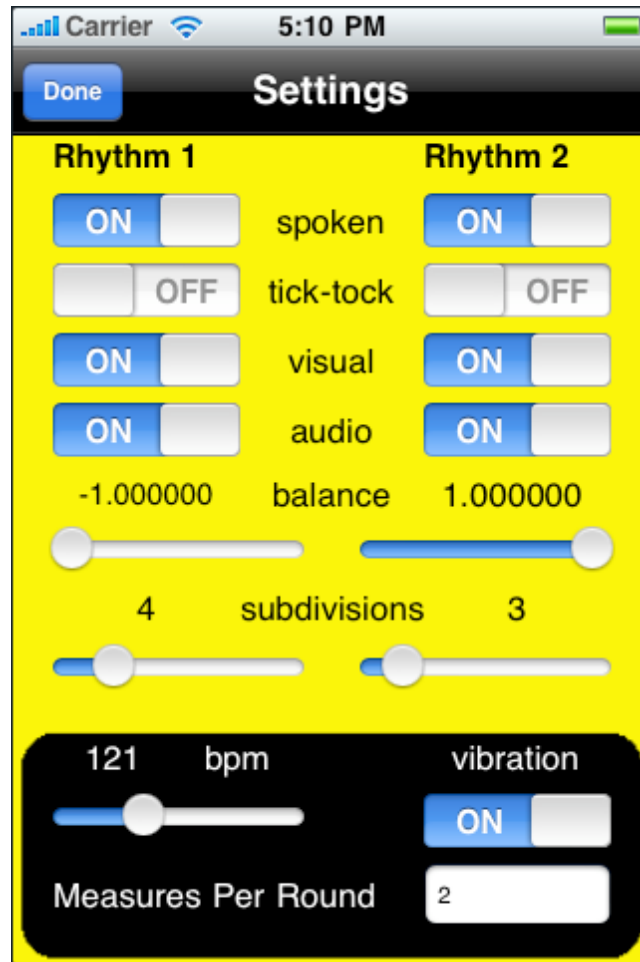 Carrier 5:10 PM
Done Settings
Rhythm 1 Rhythm 2
ON spoken ON
OFF tick-tock OFF
ON visual ON
ON audio ON
-1.000000 balance 1.000000
4 subdivisions 3
121 bpm vibration
ON
Measures Per Round 2